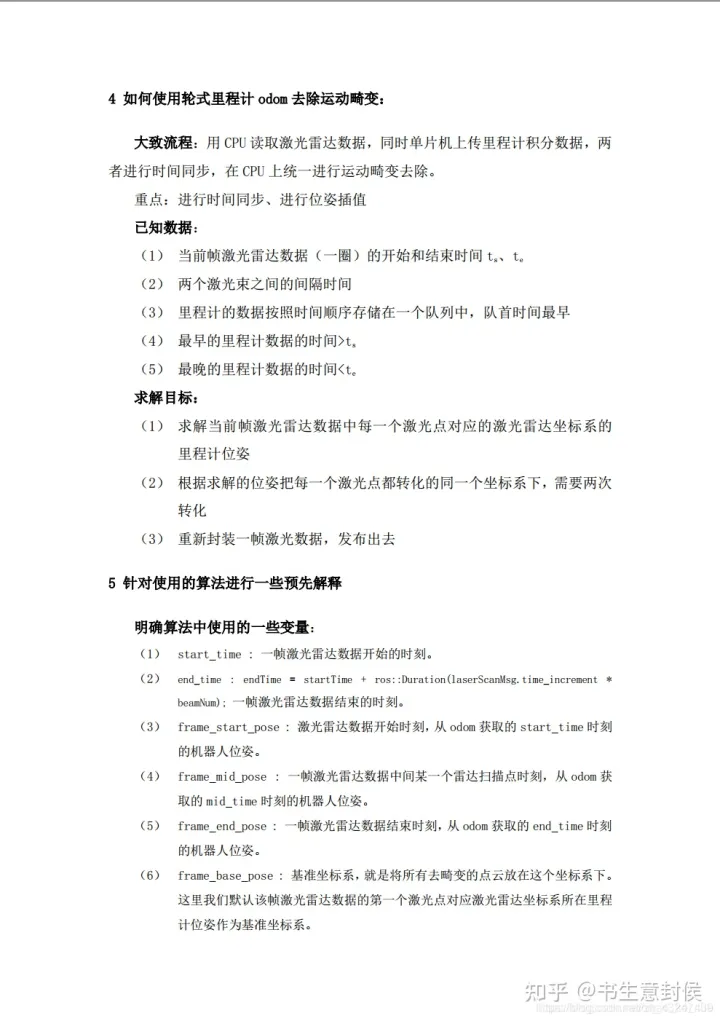 4 如何使用轮式里程计 odom 去除运动畸变:
大致流程：用 CPU 读取激光雷达数据，同时单片机上传里程计积分数据，两
者进行时间同步，在 CPU 上统一进行运动畸变去除。
重点：进行时间同步、进行位姿插值
已知数据：
（1） 当前帧激光雷达数据（一圈）的开始和结束时间 tₛ、tₑ
（2） 两个激光束之间的间隔时间
（3） 里程计的数据按照时间顺序存储在一个队列中，队首时间最早
（4） 最早的里程计数据的时间>tₛ
（5） 最晚的里程计数据的时间<tₑ
求解目标：
（1） 求解当前帧激光雷达数据中每一个激光点对应的激光雷达坐标系的
里程计位姿
（2） 根据求解的位姿把每一个激光点都转化的同一个坐标系下，需要两次
转化
（3） 重新封装一帧激光数据，发布出去
5 针对使用的算法进行一些预先解释
明确算法中使用的一些变量：
（1） start_time : 一帧激光雷达数据开始的时刻。
（2） end_time : endTime = startTime + ros::Duration(laserScanMsg.time_increment *
beamNum); 一帧激光雷达数据结束的时刻。
（3） frame_start_pose : 激光雷达数据开始时刻，从 odom 获取的 start_time 时刻
的机器人位姿。
（4） frame_mid_pose : 一帧激光雷达数据中间某一个雷达扫描点时刻，从 odom 获
取的 mid_time 时刻的机器人位姿。
（5） frame_end_pose : 一帧激光雷达数据结束时刻，从 odom 获取的 end_time 时刻
的机器人位姿。
（6） frame_base_pose : 基准坐标系，就是将所有去畸变的点云放在这个坐标系下。
这里我们默认该帧激光雷达数据的第一个激光点对应激光雷达坐标系所在里程
计位姿作为基准坐标系。
知乎 @书生意封侯